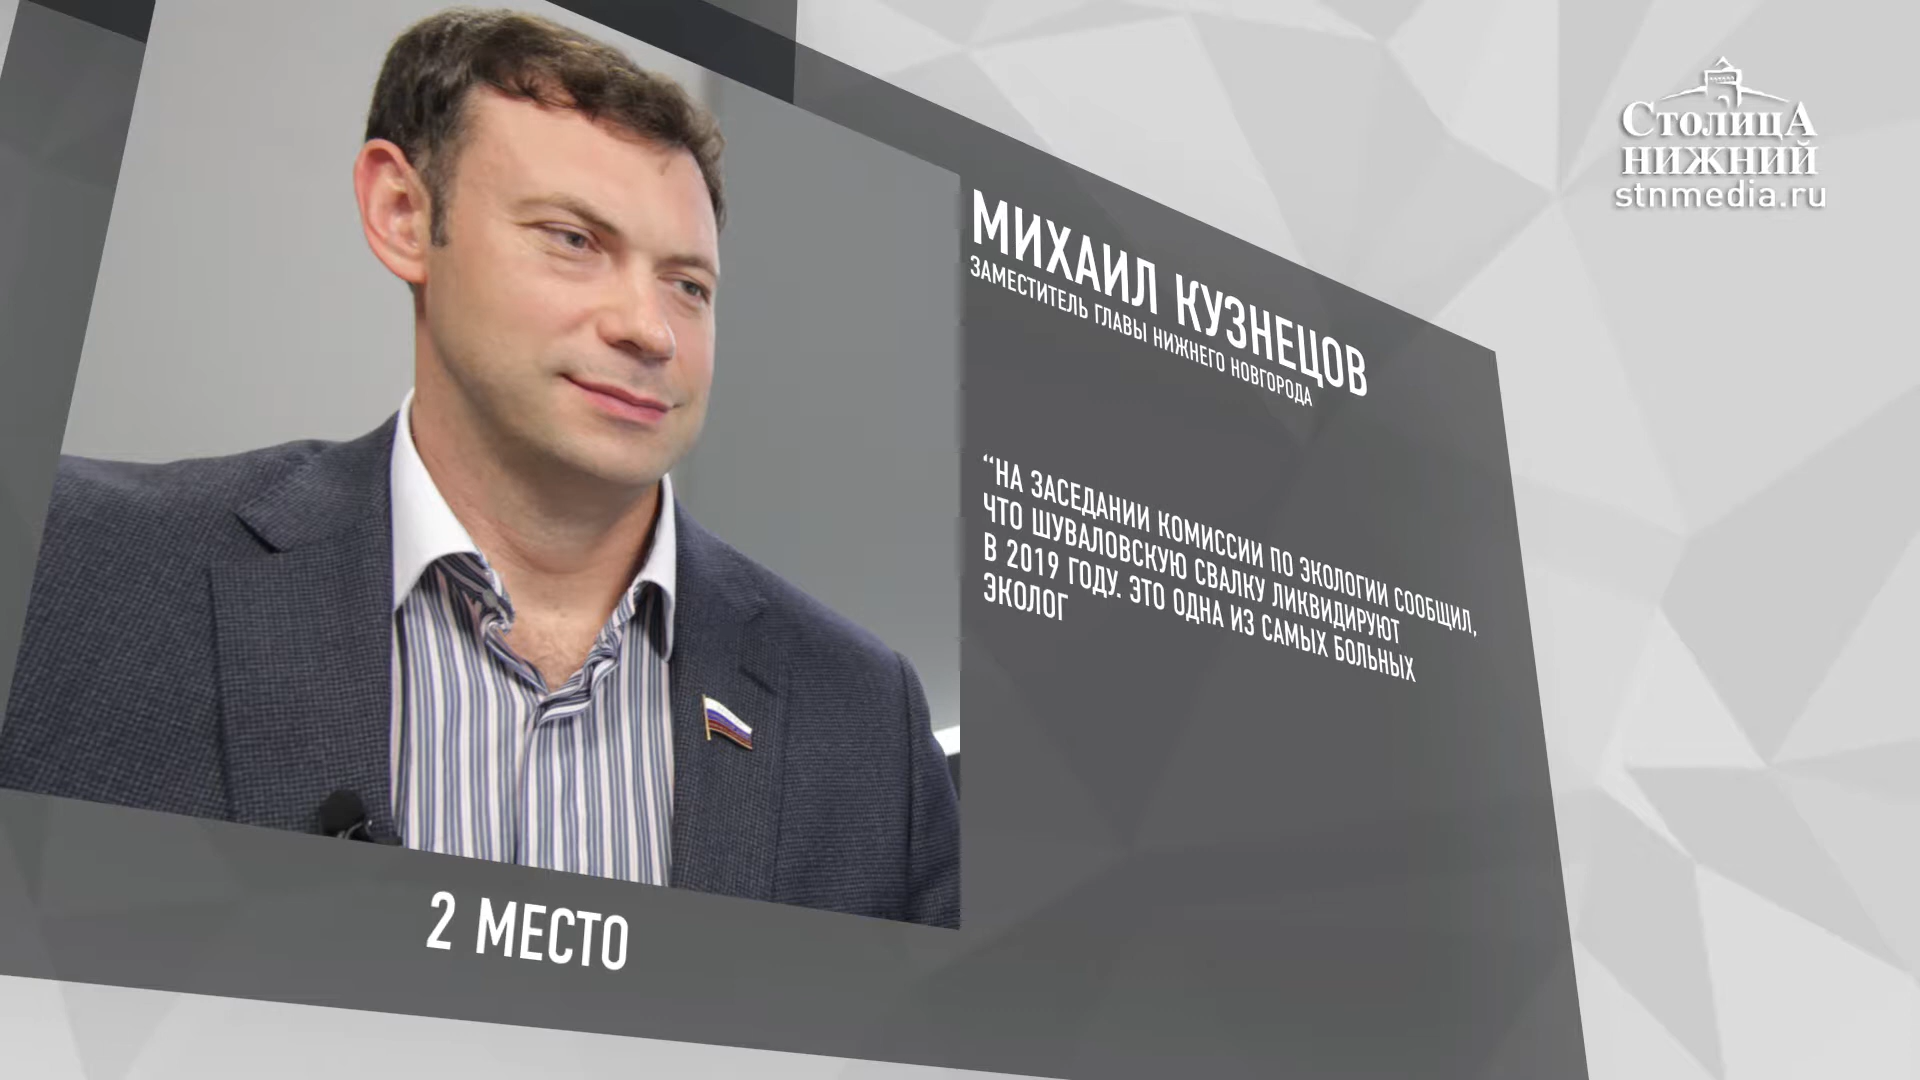 СтолицА
нижний
stnmedia.ru
МИХАИЛ КУЗНЕЦОВ
ЗАМЕСТИТЕЛЬ ГЛАВЫ НИЖНЕГО НОВГОРОДА
“НА ЗАСЕДАНИИ КОМИССИИ ПО ЭКОЛОГИИ СООБЩИЛ,
ЧТО ШУВАЛОВСКУЮ СВАЛКУ ЛИКВИДИРУЮТ
В 2019 ГОДУ. ЭТО ОДНА ИЗ САМЫХ БОЛЬНЫХ
ЭКОЛОГ
2 МЕСТО